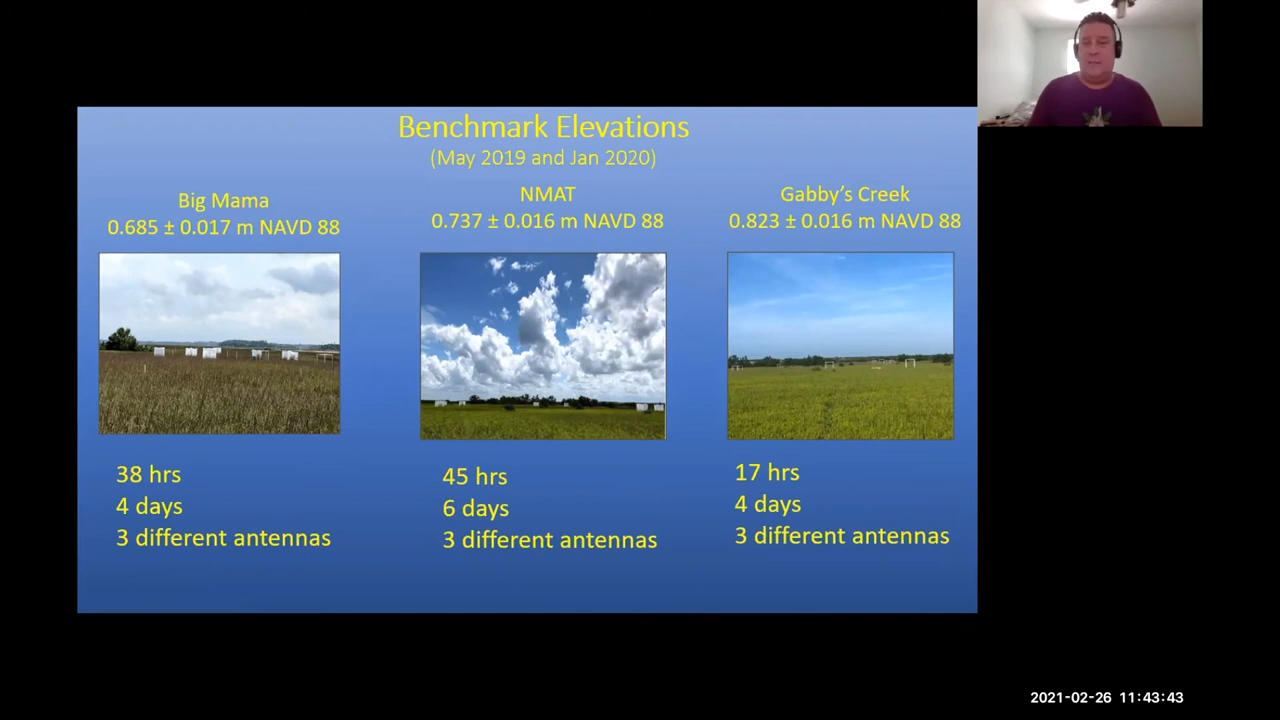 Benchmark Elevations
(May 2019 and Jan 2020)
Big Mama
0.685 ± 0.017 m NAVD 88
NMAT
0.737 ± 0.016 m NAVD 88
Gabby’s Creek
0.823 ± 0.016 m NAVD 88
38 hrs
4 days
3 different antennas
45 hrs
6 days
3 different antennas
17 hrs
4 days
3 different antennas
2021-02-26 11:43:43